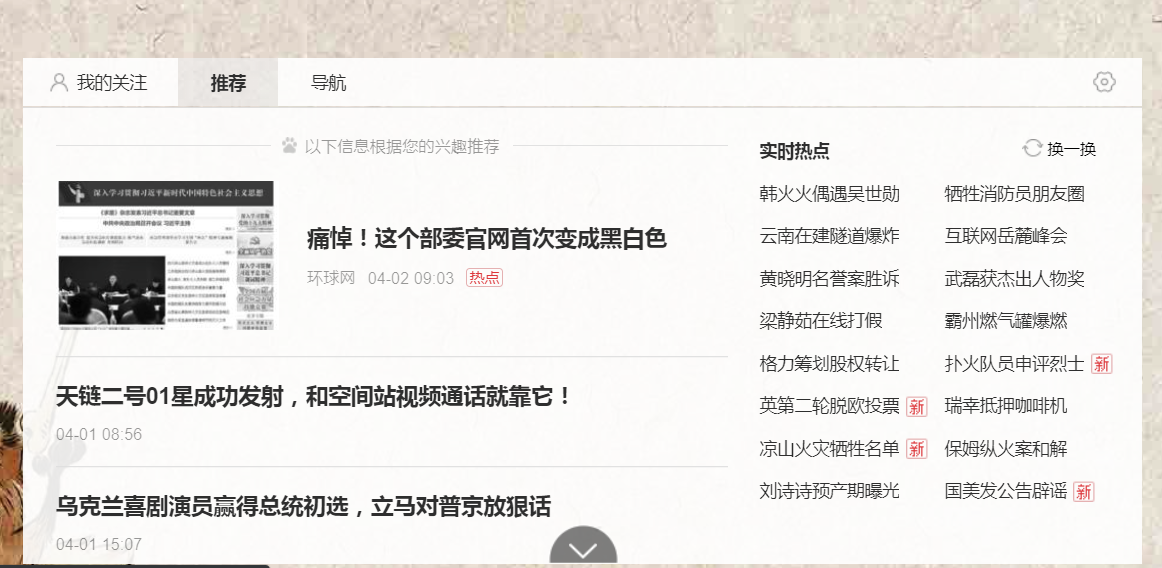 我的关注
推荐
导航
以下信息根据您的兴趣推荐
深入学习贯彻习近平新时代中国特色社会主义思想
痛悼！这个部委官网首次变成黑白色
环球网 04-02 09:03 热点
天链二号01星成功发射，和空间站视频通话就靠它！
04-01 08:56
乌克兰喜剧演员赢得总统初选，立马对普京放狠话
04-01 15:07
实时热点
换一换
韩火火偶遇吴世勋
牺牲消防员朋友圈
云南在建隧道爆炸
互联网岳麓峰会
黄晓明名誉案胜诉
武磊获杰出人物奖
梁静茹在线打假
霸州燃气罐爆燃
格力筹划股权转让
扑火队员申评烈士 新
英第二轮脱欧投票 新
瑞幸抵押咖啡机
凉山火灾牺牲名单 新
保姆纵火案和解
刘诗诗预产期曝光
国美发公告辟谣 新